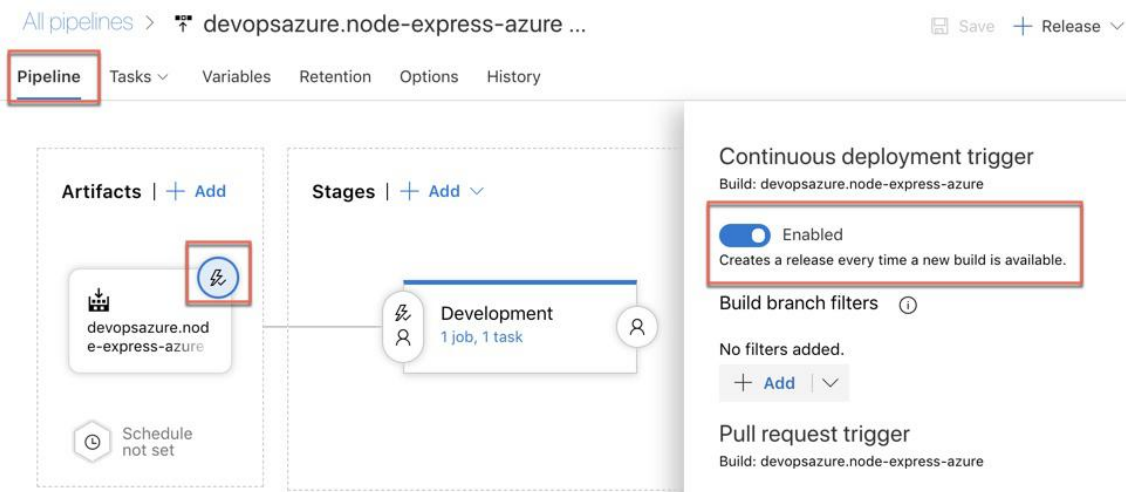 All pipelines > devopsazure.node-express-azure ...
Save + Release
Pipeline Tasks Variables Retention Options History
Artifacts | + Add
Stages | + Add
devopsazure.nod
e-express-azure
Schedule
not set
Development
1 job, 1 task
Continuous deployment trigger
Build: devopsazure.node-express-azure
Enabled
Creates a release every time a new build is available.
Build branch filters
No filters added.
+ Add
Pull request trigger
Build: devopsazure.node-express-azure